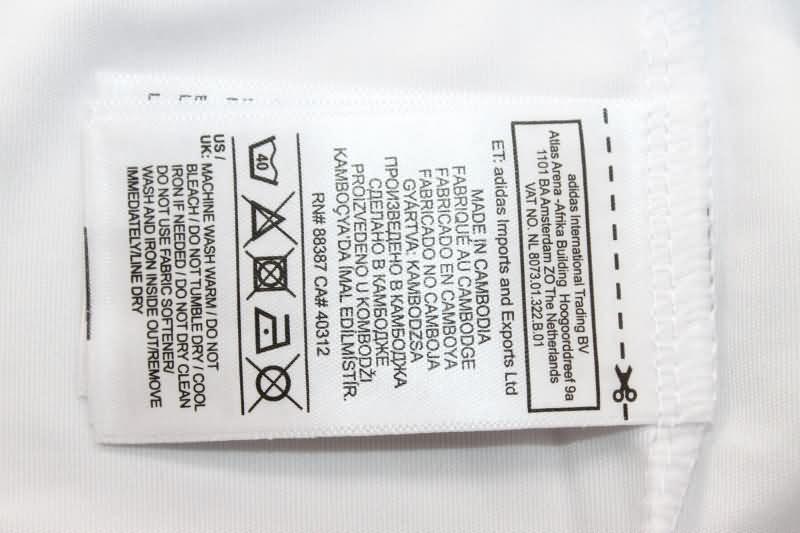 adidas International Trading BV
Atlas Arena -Afrika Building Hoogoorddreef 9a
1101 BA Amsterdam ZO The Netherlands
VAT NO. NL 8073.01.322.B.01
ET: adidas Imports and Exports Ltd
MADE IN CAMBODIA
FABRIQUÉ AU CAMBODGE
FABRICADO EN CAMBOYA
FABRICADO NO CAMBOJA
GYÁRTVA: KAMBODZSA
ПРОИЗВЕДЕНО В КАМБОДЖА
СДЕЛАНО В КАМБОДЖЕ
PROIZVEDENO U KOMBODŽI
KAMBOÇYA'DA İMAL EDİLMİSTİR.
RN# 88387 CA# 40312
40
US /
UK: MACHINE WASH WARM / DO NOT
BLEACH / DO NOT TUMBLE DRY / COOL
IRON IF NEEDED / DO NOT DRY CLEAN
DO NOT USE FABRIC SOFTENER/
WASH AND IRON INSIDE OUT/REMOVE
IMMEDIATELY/LINE DRY